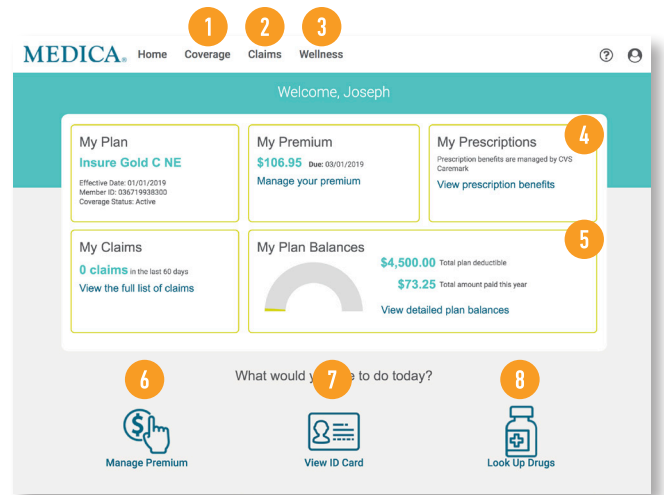 1 2 3
MEDICA® Home Coverage Claims Wellness ?
Welcome, Joseph
4
My Plan
Insure Gold C NE
Effective Date: 01/01/2019
Member ID: 036719938300
Coverage Status: Active
My Premium
$106.95 Due: 03/01/2019
Manage your premium
My Prescriptions
Prescription benefits are managed by CVS
Caremark
View prescription benefits
5
My Claims
0 claims in the last 60 days
View the full list of claims
My Plan Balances
$4,500.00 Total plan deductible
$73.25 Total amount paid this year
View detailed plan balances
What would y e to do today?
6 7 8
Manage Premium
View ID Card
Look Up Drugs